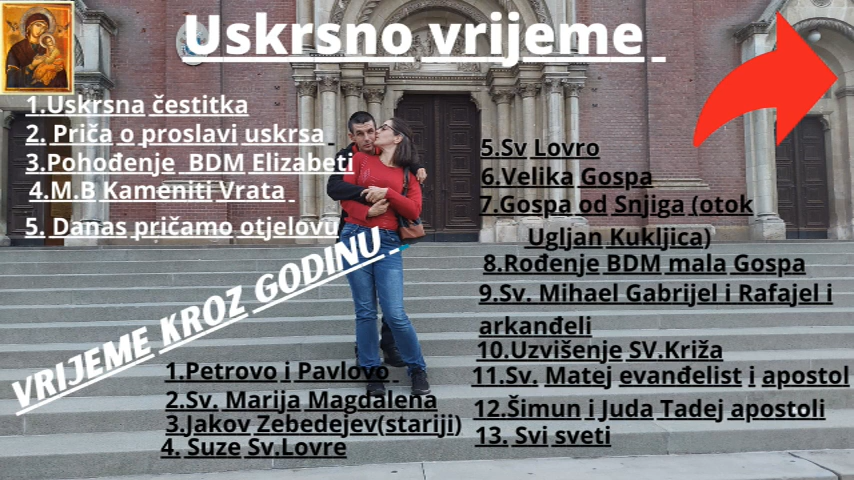 Uskrsno vrijeme
1.Uskrsna čestitka
2. Priča o proslavi uskrsa
3.Pohođenje BDM Elizabeti
4.M.B Kameniti Vrata
5. Danas pričamo otjelovu
VRIJEME KROZ GODINU
1.Petrovo i Pavlovo
2.Sv. Marija Magdalena
3.Jakov Zebedejev(stariji)
4. Suze Sv.Lovre
5.Sv Lovro
6.Velika Gospa
7.Gospa od Snjiga (otok
Ugljan Kukljica)
8.Rođenje BDM mala Gospa
9.Sv. Mihael Gabrijel i Rafajel i
arkanđeli
10.Uzvišenje SV.Križa
11.Sv. Matej evanđelist i apostol
12.Šimun i Juda Tadej apostoli
13. Svi sveti